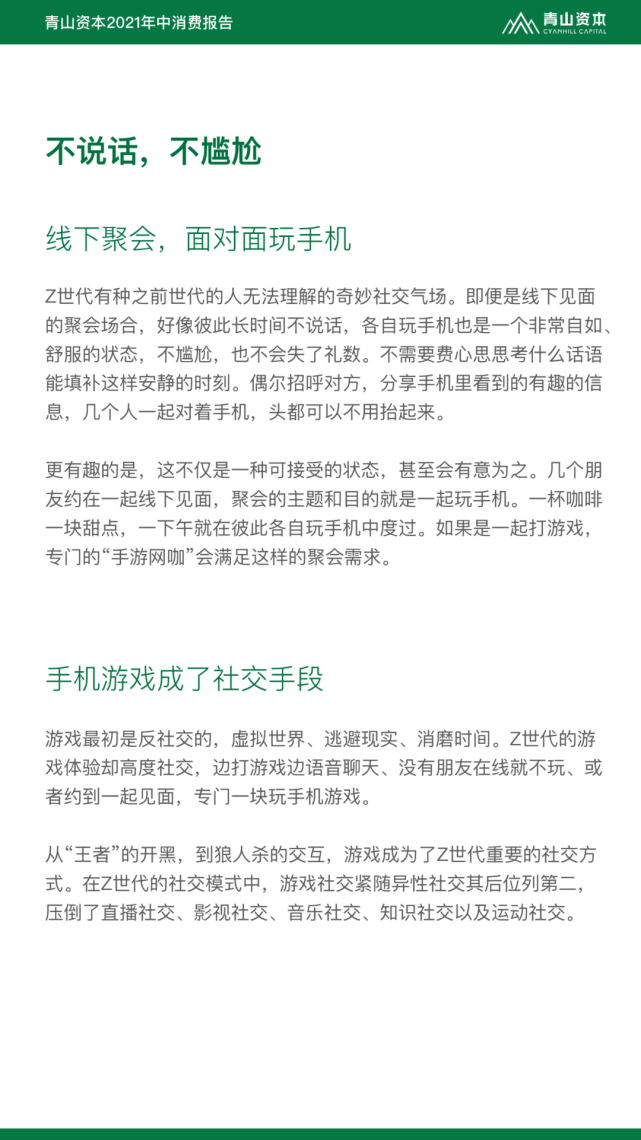 青山资本2021年中消费报告
青山资本
CYANHILL CAPITAL
不说话，不尴尬
线下聚会，面对面玩手机
Z世代有种之前世代的人无法理解的奇妙社交气场。即便是线下见面
的聚会场合，好像彼此长时间不说话，各自玩手机也是一个非常自如、
舒服的状态，不尴尬，也不会失了礼数。不需要费心思思考什么话语
能填补这样安静的时刻。偶尔招呼对方，分享手机里看到的有趣的信
息，几个人一起对着手机，头都可以不用抬起来。
更有趣的是，这不仅是一种可接受的状态，甚至会有意为之。几个朋
友约在一起线下见面，聚会的主题和目的就是一起玩手机。一杯咖啡
一块甜点，一下午就在彼此各自玩手机中度过。如果是一起打游戏，
专门的“手游网咖”会满足这样的聚会需求。
手机游戏成了社交手段
游戏最初是反社交的，虚拟世界、逃避现实、消磨时间。Z世代的游
戏体验却高度社交，边打游戏边语音聊天、没有朋友在线就不玩、或
者约到一起见面，专门一块玩手机游戏。
从“王者”的开黑，到狼人杀的交互，游戏成为了Z世代重要的社交方
式。在Z世代的社交模式中，游戏社交紧随异性社交其后位列第二，
压倒了直播社交、影视社交、音乐社交、知识社交以及运动社交。